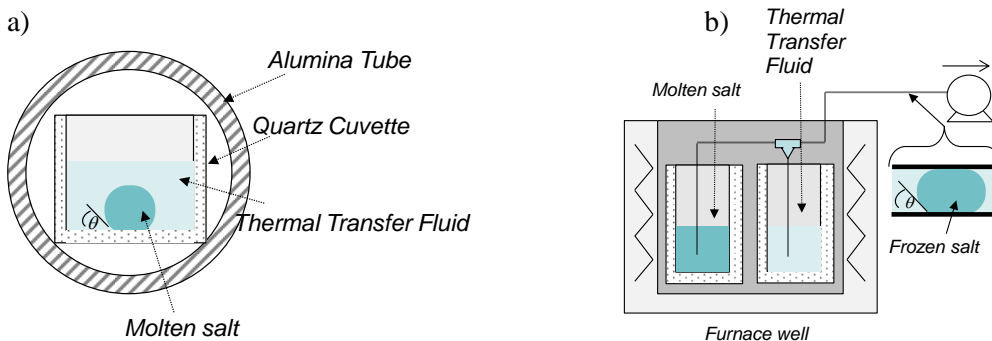 a)
Alumina Tube
Quartz Cuvette
Thermal Transfer Fluid
θ
Molten salt
b)
Thermal
Transfer
Fluid
Molten salt
θ
Frozen salt
Furnace well